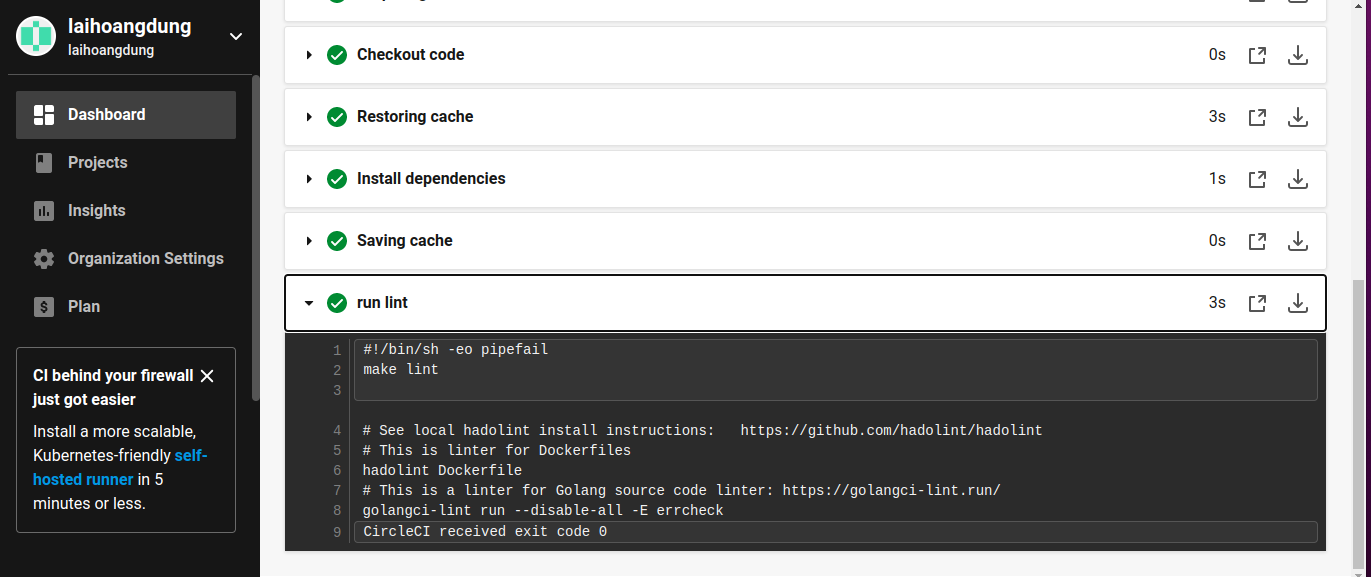 laihoangdung
laihoangdung
Dashboard
Projects
Insights
Organization Settings
Plan
CI behind your firewall
just got easier
Install a more scalable,
Kubernetes-friendly self-
hosted runner in 5
minutes or less.
Checkout code 0s
Restoring cache 3s
Install dependencies 1s
Saving cache 0s
run lint 3s
1 #!/bin/sh -eo pipefail
2 make lint
3
4 # See local hadolint install instructions:   https://github.com/hadolint/hadolint
5 # This is linter for Dockerfiles
6 hadolint Dockerfile
7 # This is a linter for Golang source code linter: https://golangci-lint.run/
8 golangci-lint run --disable-all -E errcheck
9 CircleCI received exit code 0